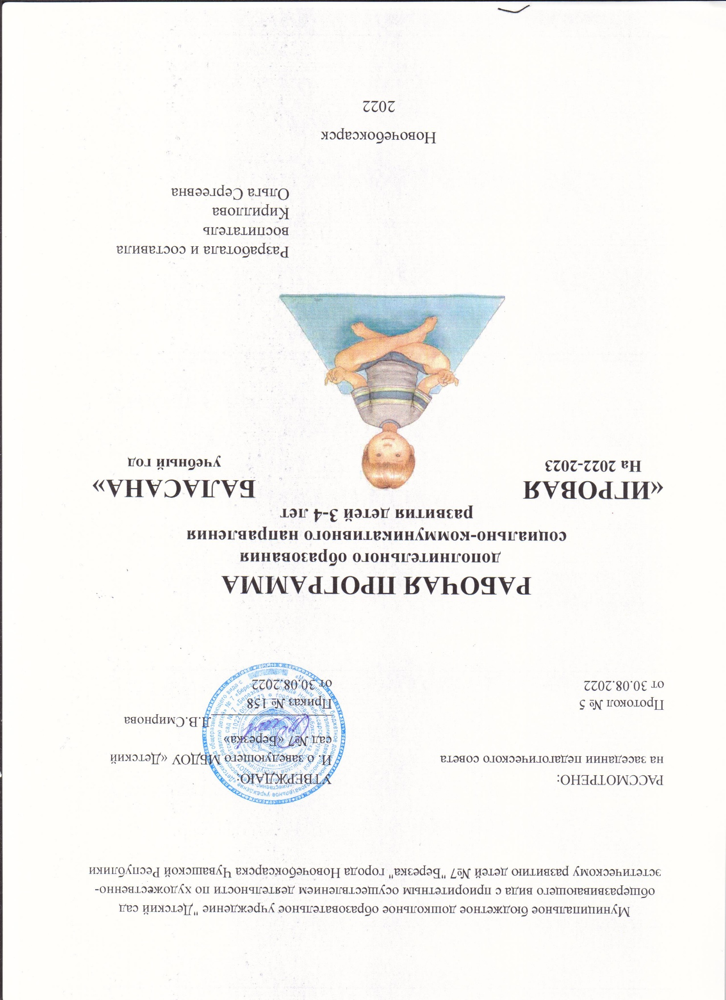 Муниципальное бюджетное дошкольное образовательное учреждение "Детский сад
общеразвивающего вида с приоритетным осуществлением деятельности по художественно-
эстетическому развитию детей №7 "Березка" города Новочебоксарска Чувашской Республики
РАССМОТРЕНО:
на заседании педагогического совета
Протокол № 5
от 30.08.2022
УТВЕРЖДАЮ:
И. о заведующего МБДОУ «Детский
сад №7 «Березка»
Л.В.Смирнова
Приказ № 158
от 30.08.2022
РАБОЧАЯ ПРОГРАММА
дополнительного образования
социально-коммуникативного направления
развития детей 3-4 лет
«ИГРОВАЯ БАЛАСАНА»
На 2022-2023 учебный год
Разработала и составила
воспитатель
Кириллова
Ольга Сергеевна
Новочебоксарск
2022